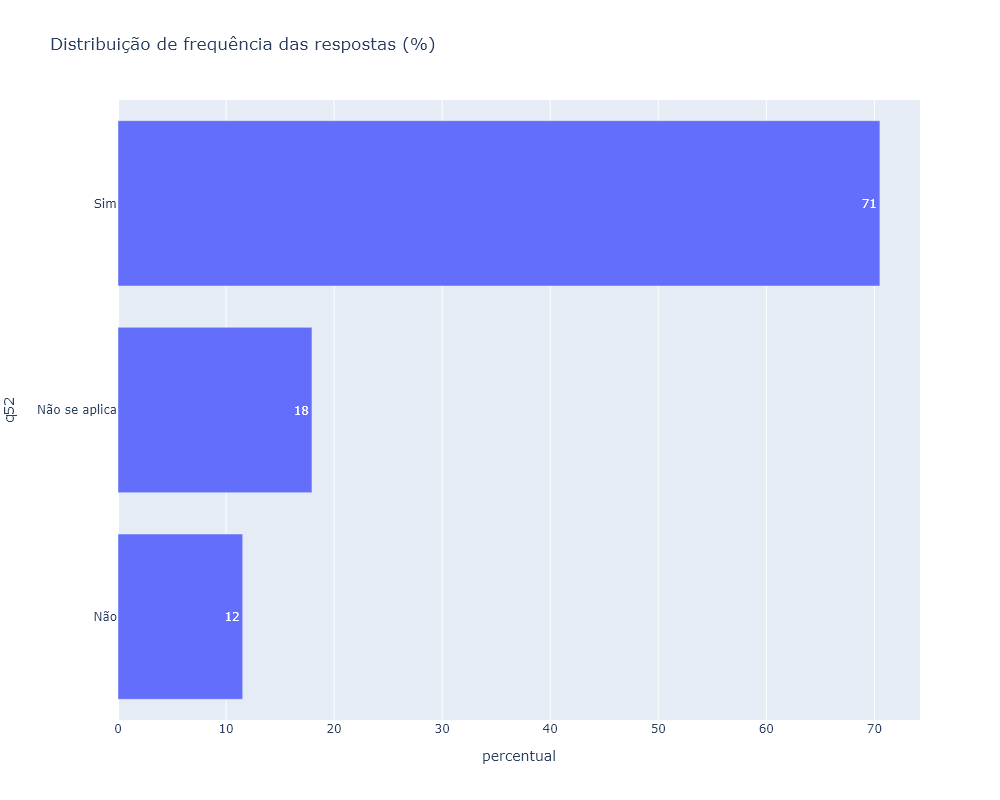 Distribuição de frequência das respostas (%)
Sim
71
Não se aplica
18
Não
12
q52
0 10 20 30 40 50 60 70
percentual